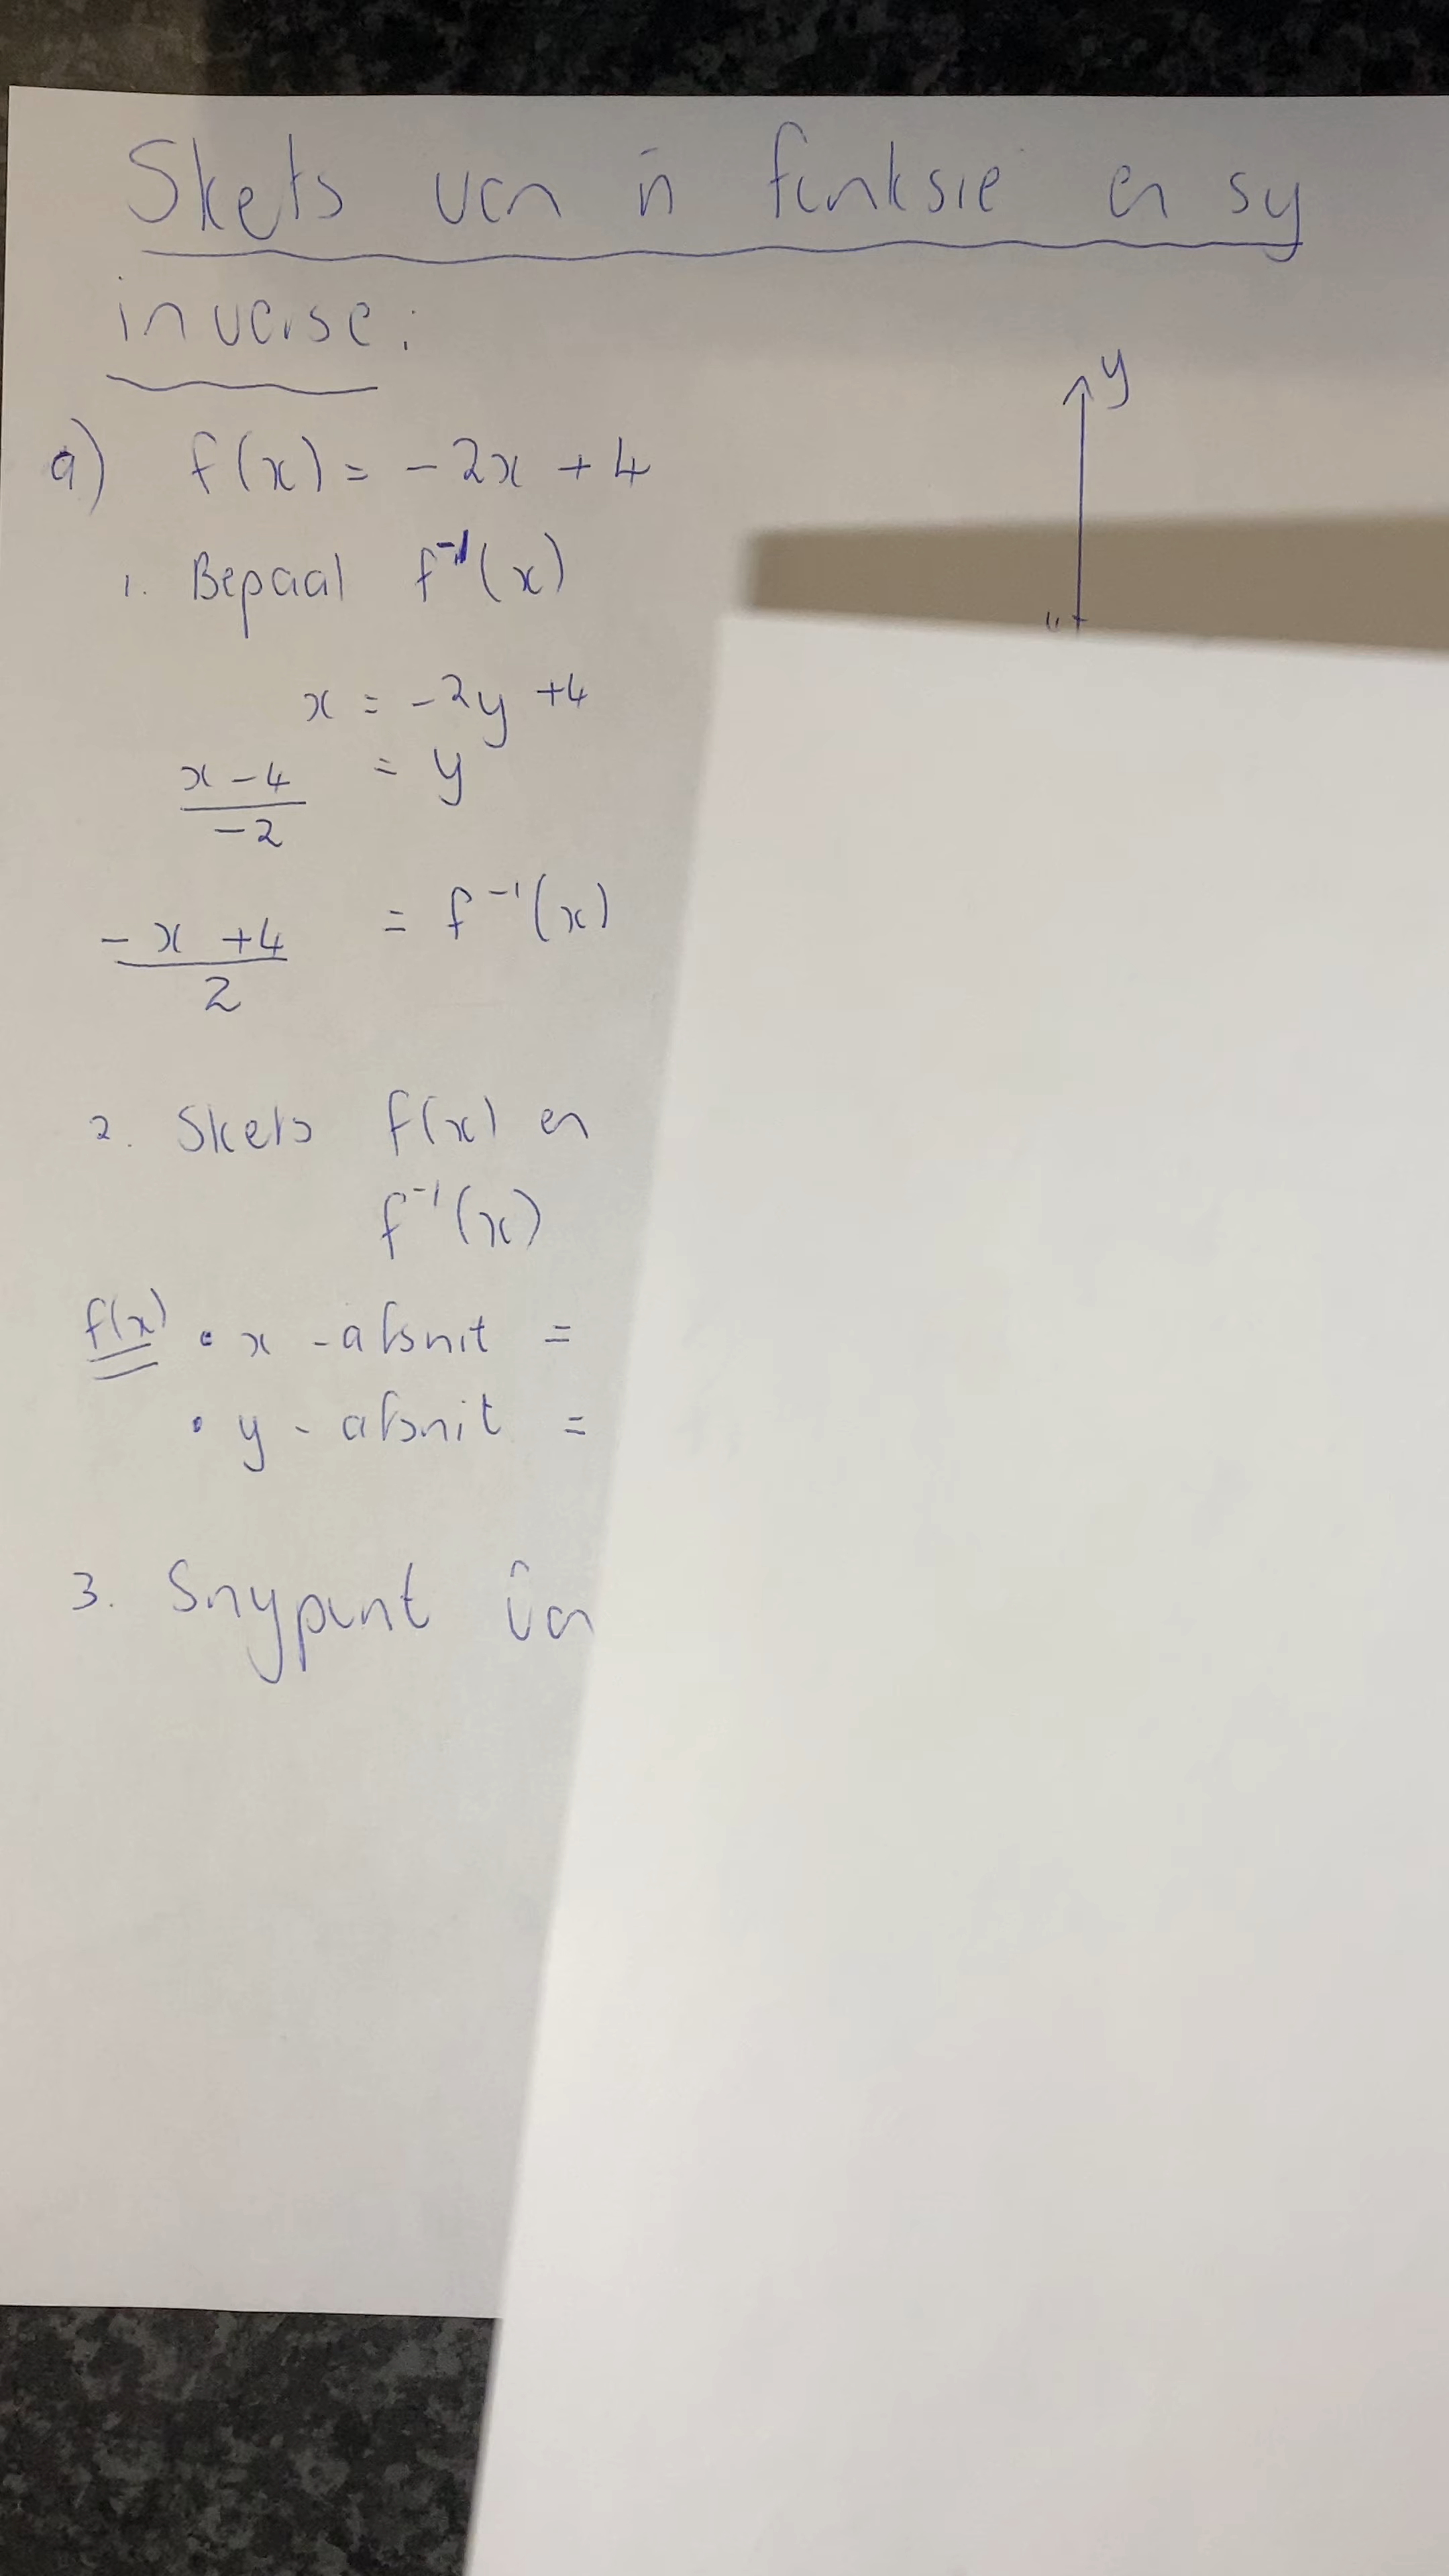 Skets van 'n funksie en sy
inverse:
a) f(x) = -2x + 4
1. Bepaal f⁻¹(x)
x = -2y +4
x - 4 = y
-2
-x +4 = f⁻¹(x)
2
2. Skets f(x) en
f⁻¹(x)
f(x) • x - afsnit =
• y - afsnit =
3. Snypunt van
y